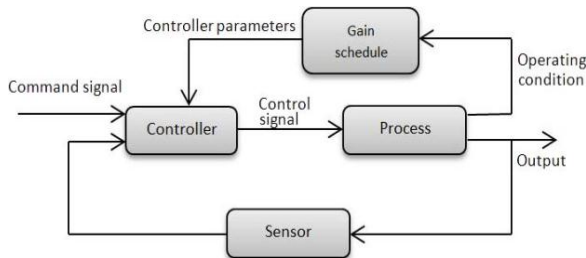 Controller parameters
Gain
schedule
Operating
condition
Command signal
Control
signal
Controller
Process
Output
Sensor